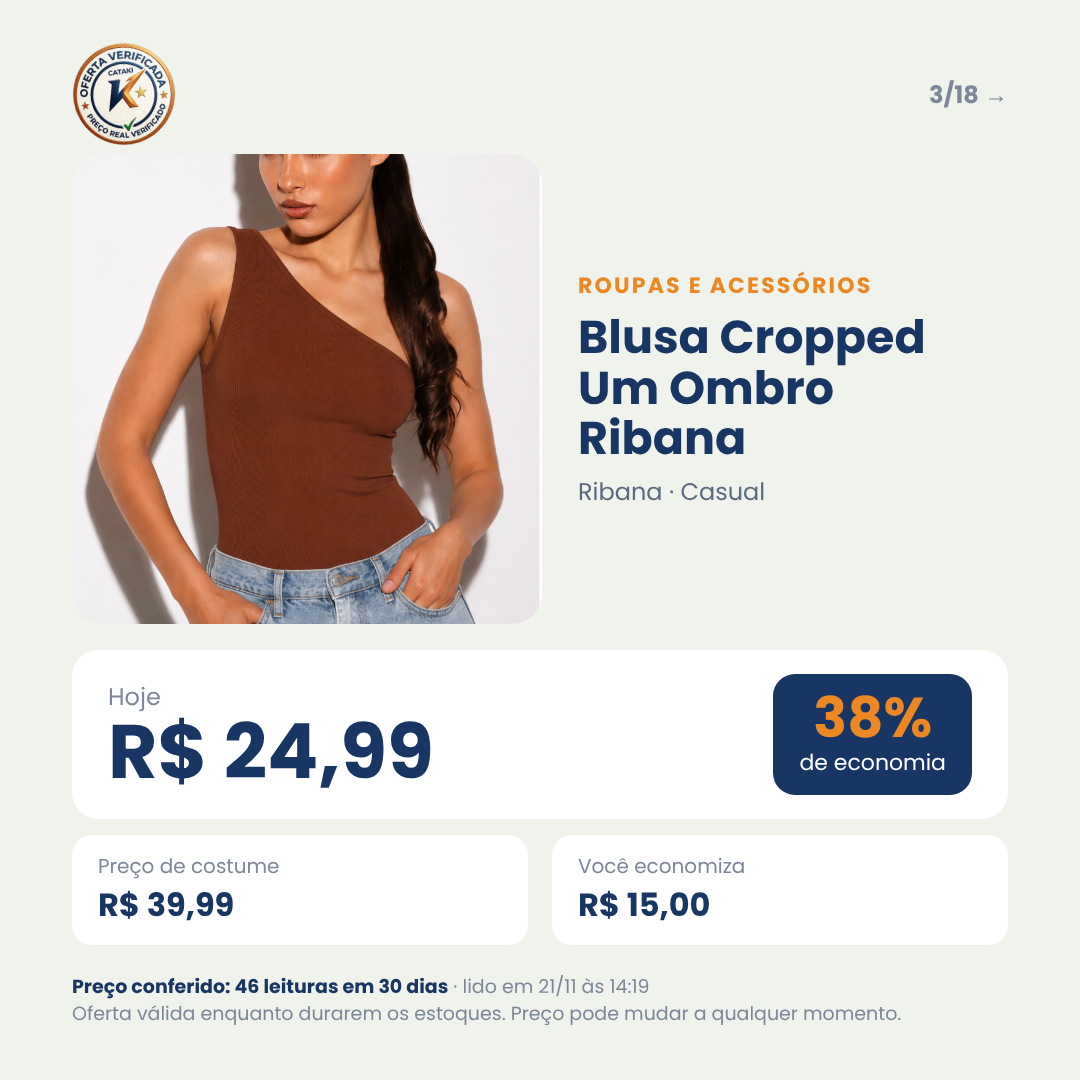 OFERTA VERIFICADA
CATAKI
K
PREÇO REAL VERIFICADO
3/18 →
ROUPAS E ACESSÓRIOS
Blusa Cropped
Um Ombro
Ribana
Ribana · Casual
Hoje
R$ 24,99
38%
de economia
Preço de costume
R$ 39,99
Você economiza
R$ 15,00
Preço conferido: 46 leituras em 30 dias · lido em 21/11 às 14:19
Oferta válida enquanto durarem os estoques. Preço pode mudar a qualquer momento.